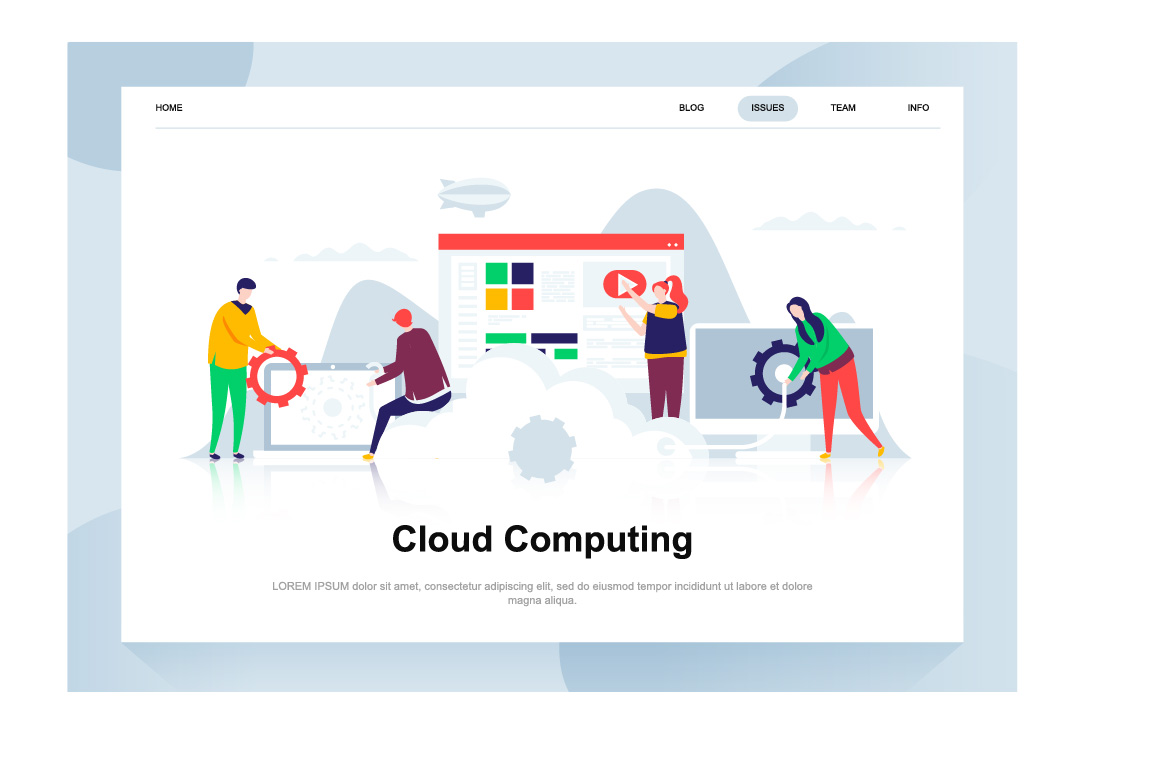 HOME BLOG ISSUES TEAM INFO
Cloud Computing
LOREM IPSUM dolor sit amet, consectetur adipiscing elit, sed do eiusmod tempor incididunt ut labore et dolore
magna aliqua.